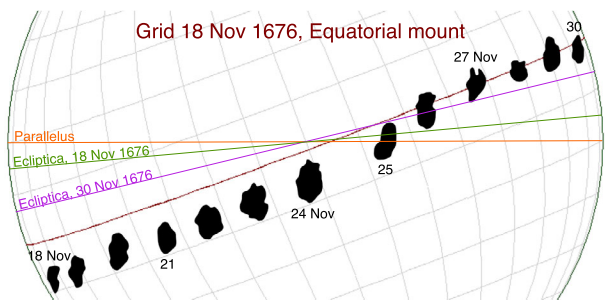 Grid 18 Nov 1676, Equatorial mount
30
27 Nov
Parallelus
Ecliptica, 18 Nov 1676
25
Ecliptica, 30 Nov 1676
24 Nov
18 Nov
21